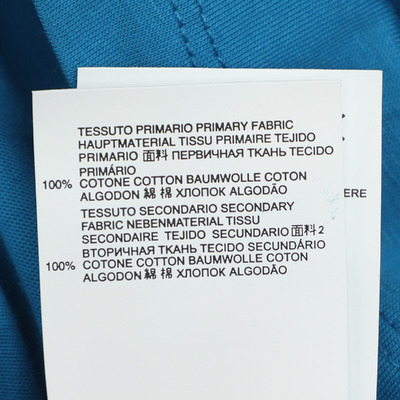 TESSUTO PRIMARIO PRIMARY FABRIC
HAUPTMATERIAL TISSU PRIMAIRE TEJIDO
PRIMARIO 面料 ПЕРВИЧНАЯ ТКАНЬ TECIDO
PRIMÁRIO
100% COTONE COTTON BAUMWOLLE COTON
ALGODON 綿 棉 ХЛОПОК ALGODÃO
TESSUTO SECONDARIO SECONDARY
FABRIC NEBENMATERIAL TISSU
SECONDAIRE TEJIDO SECUNDARIO 面料2
ВТОРИЧНАЯ ТКАНЬ TECIDO SECUNDÁRIO
100% COTONE COTTON BAUMWOLLE COTON
ALGODON 綿 棉 ХЛОПОК ALGODÃO
ERE